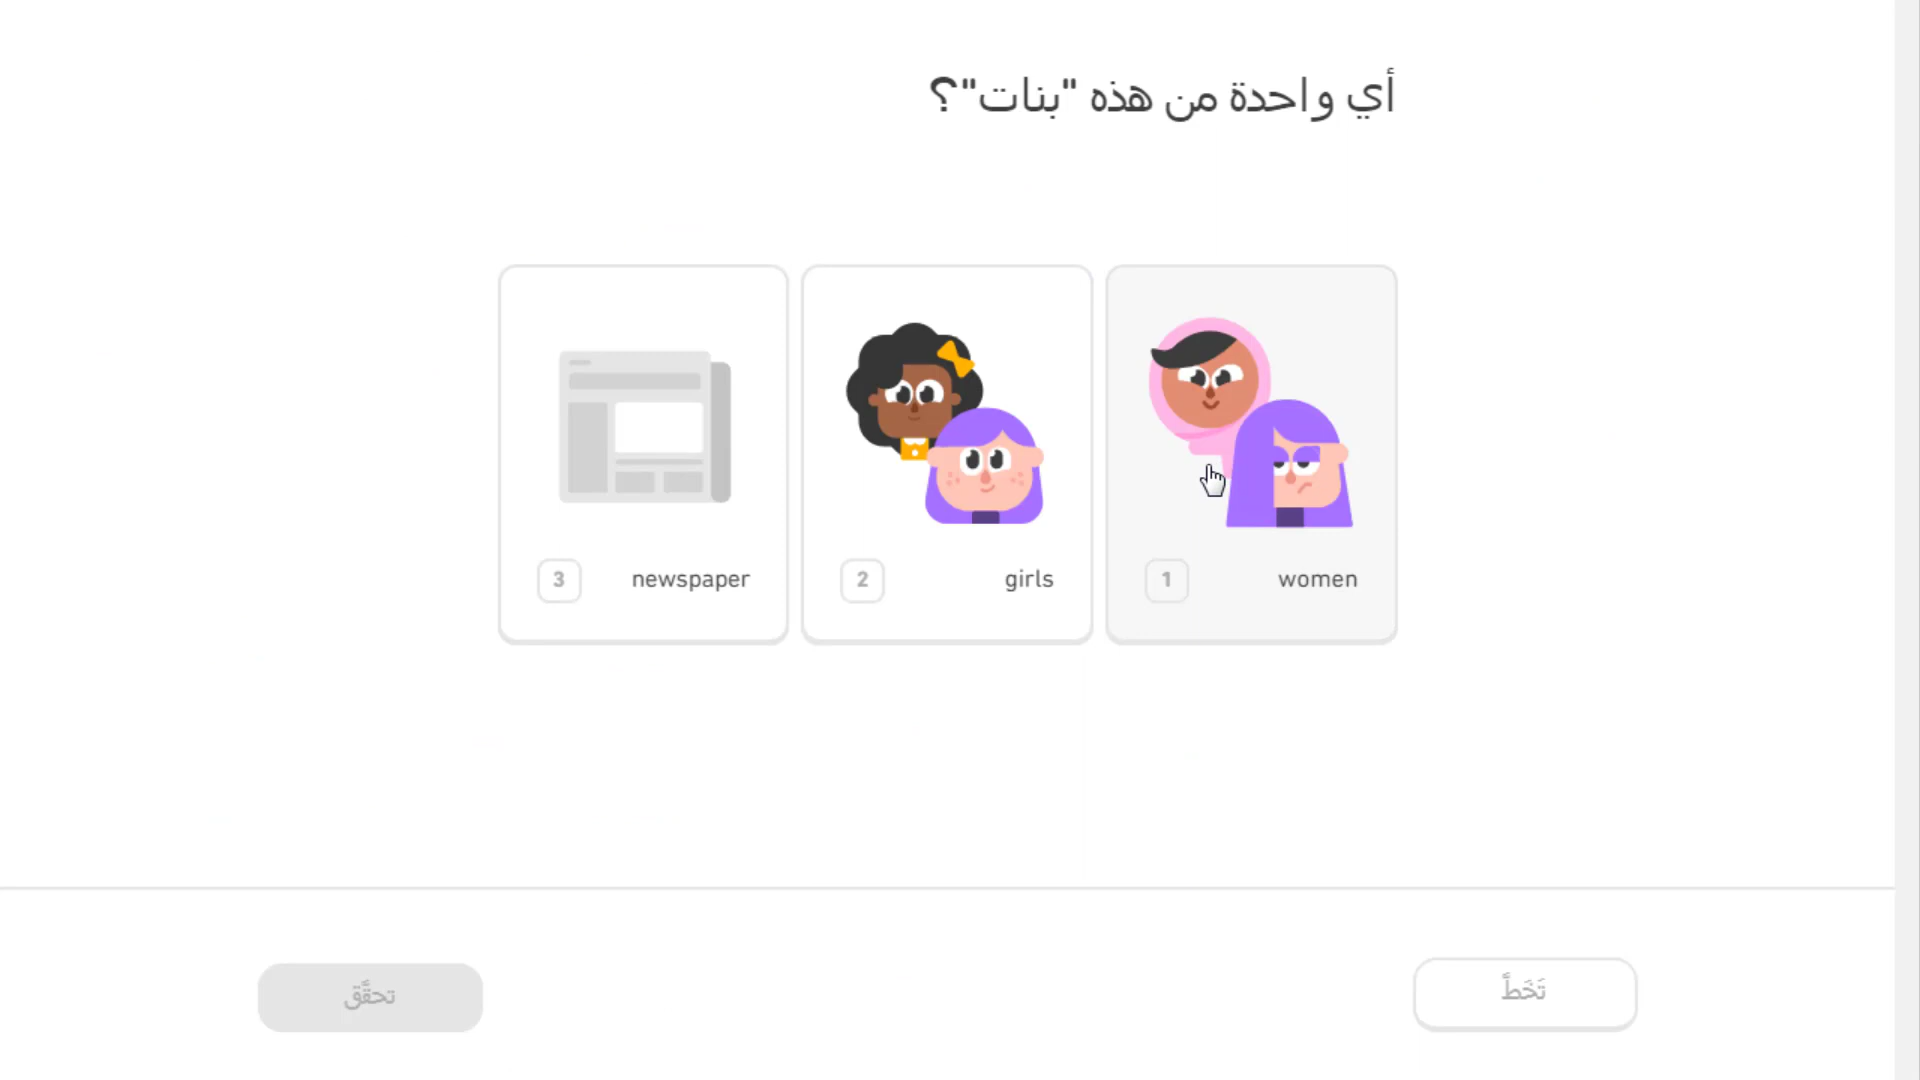 أي واحدة من هذه "بنات"؟
women
1
girls
2
newspaper
3
تَخَطَّ
تحقَّق